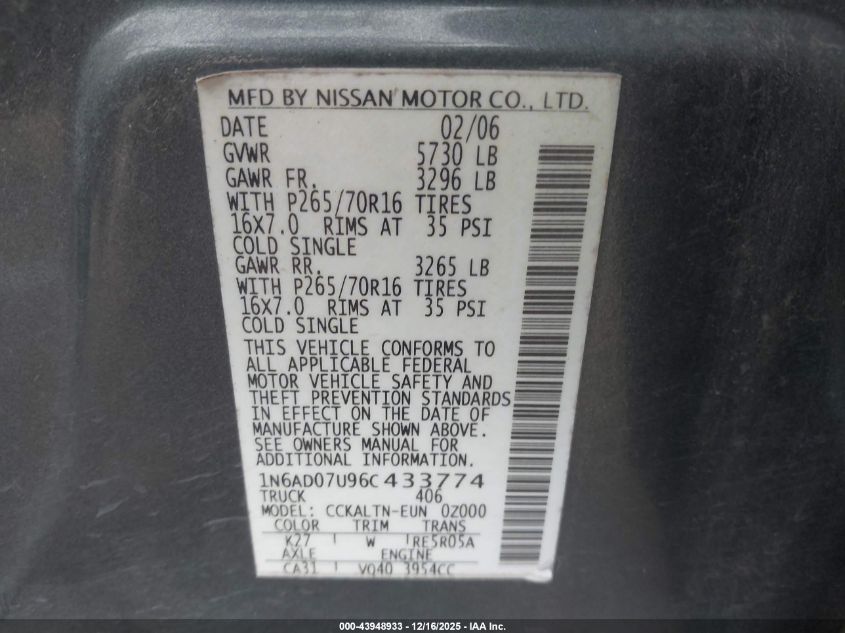 MFD BY NISSAN MOTOR CO., LTD.
DATE 02/06
GVWR 5730 LB
GAWR FR. 3296 LB
WITH P265/70R16 TIRES
16X7.0 RIMS AT 35 PSI
COLD SINGLE
GAWR RR. 3265 LB
WITH P265/70R16 TIRES
16X7.0 RIMS AT 35 PSI
COLD SINGLE
THIS VEHICLE CONFORMS TO
ALL APPLICABLE FEDERAL
MOTOR VEHICLE SAFETY AND
THEFT PREVENTION STANDARDS
IN EFFECT ON THE DATE OF
MANUFACTURE SHOWN ABOVE.
SEE OWNERS MANUAL FOR
ADDITIONAL INFORMATION.
1N6AD07U96C433774
TRUCK 406
MODEL: CCKALTN-EUN 0Z000
COLOR TRIM TRANS
K27 W RE5R05A
AXLE ENGINE
CA31 VQ40 3954CC
000-43948933 - 12/16/2025 - IAA Inc.